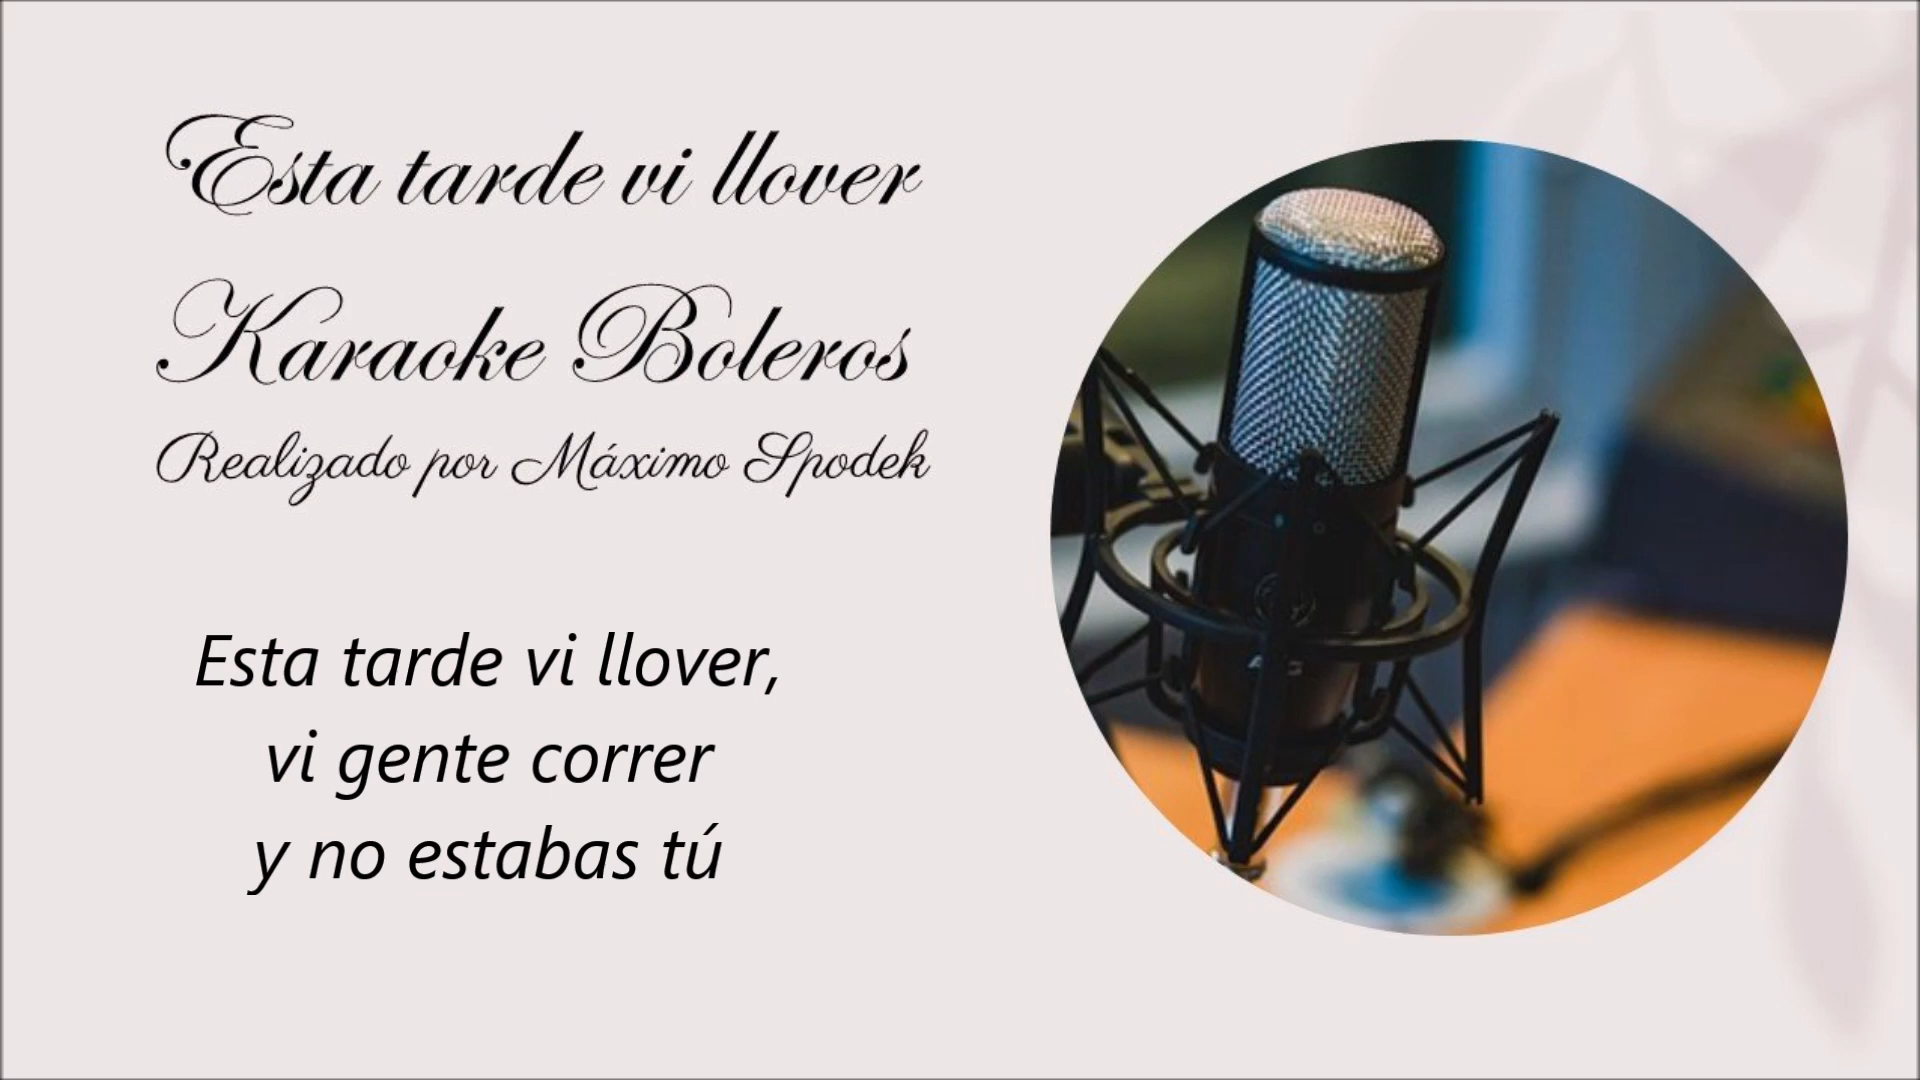 Esta tarde vi llover
Karaoke Boleros
Realizado por Máximo Spodek
Esta tarde vi llover,
vi gente correr
y no estabas tú